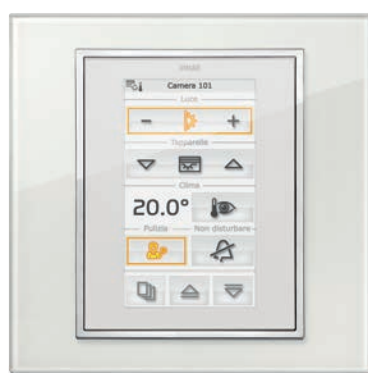 Camera 101
Luce
− +
Tapparelle
Clima
20.0°
Pulizia Non disturbare